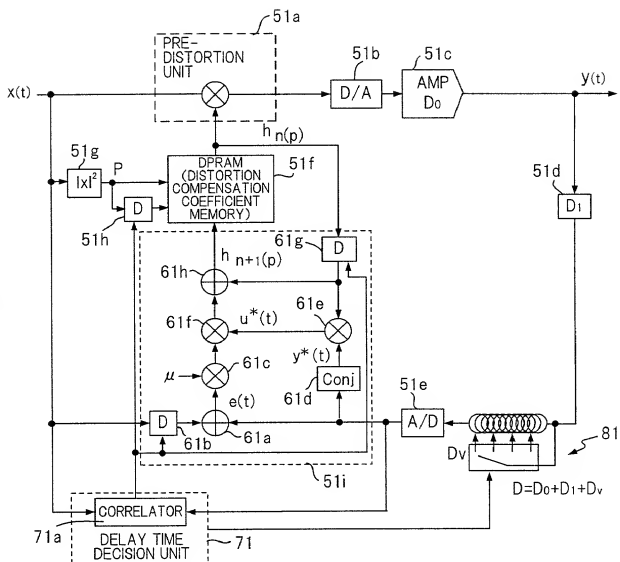 51a
PRE-
DISTORTION
UNIT
51b
51c
x(t)
D/A
AMP
D0
y(t)
h n(p)
51g
|x|²
P
DPRAM
(DISTORTION
COMPENSATION
COEFFICIENT
MEMORY)
51f
51d
D1
D
51h
61g
D
h n+1(p)
61h
61e
61f
u*(t)
y*(t)
61c
μ
Conj
61d
51e
e(t)
A/D
D
61b
61a
81
Dv
51i
D=D0+D1+Dv
CORRELATOR
71a
71
DELAY TIME
DECISION UNIT